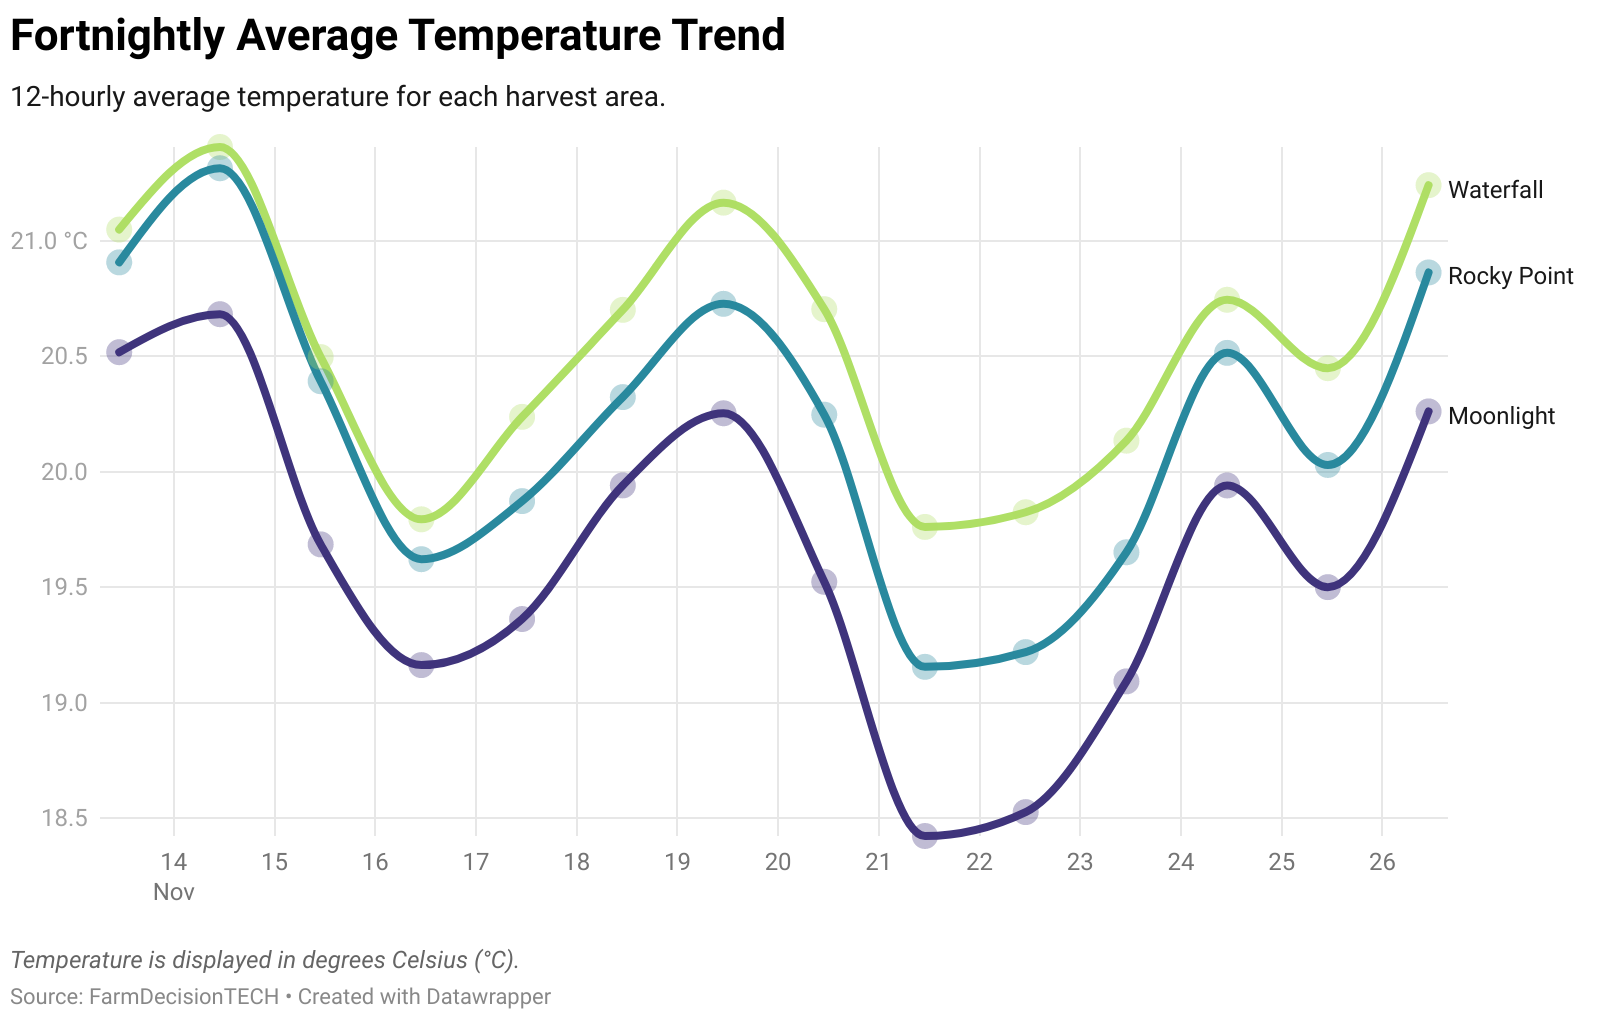 Fortnightly Average Temperature Trend
12-hourly average temperature for each harvest area.
Waterfall
21.0 °C
Rocky Point
20.5
Moonlight
20.0
19.5
19.0
18.5
14 15 16 17 18 19 20 21 22 23 24 25 26
Nov
Temperature is displayed in degrees Celsius (°C).
Source: FarmDecisionTECH • Created with Datawrapper